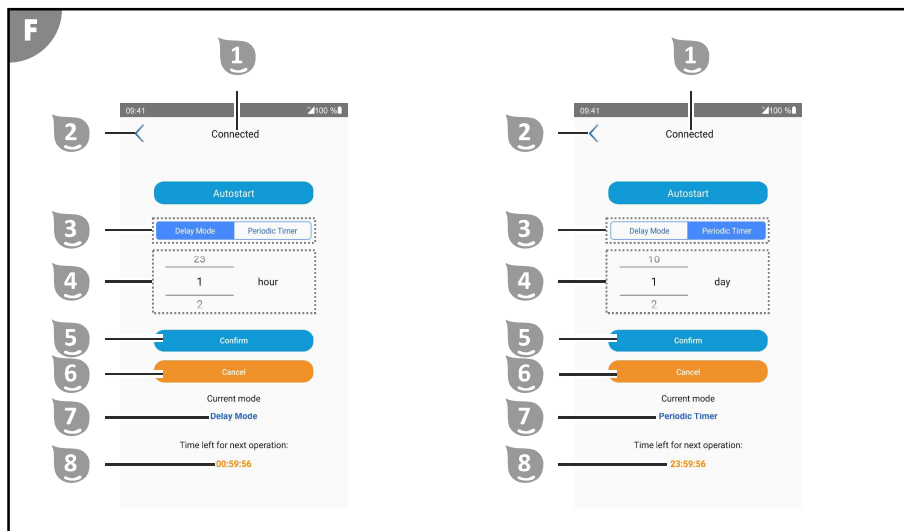 F
1
09:41 100 %
2
Connected
Autostart
3
Delay Mode Periodic Timer
4
23
1 hour
2
5
Confirm
6
Cancel
Current mode
7
Delay Mode
Time left for next operation:
8
00:59:56
1
09:41 100 %
2
Connected
Autostart
3
Delay Mode Periodic Timer
4
10
1 day
2
5
Confirm
6
Cancel
Current mode
7
Periodic Timer
Time left for next operation:
8
23:59:56